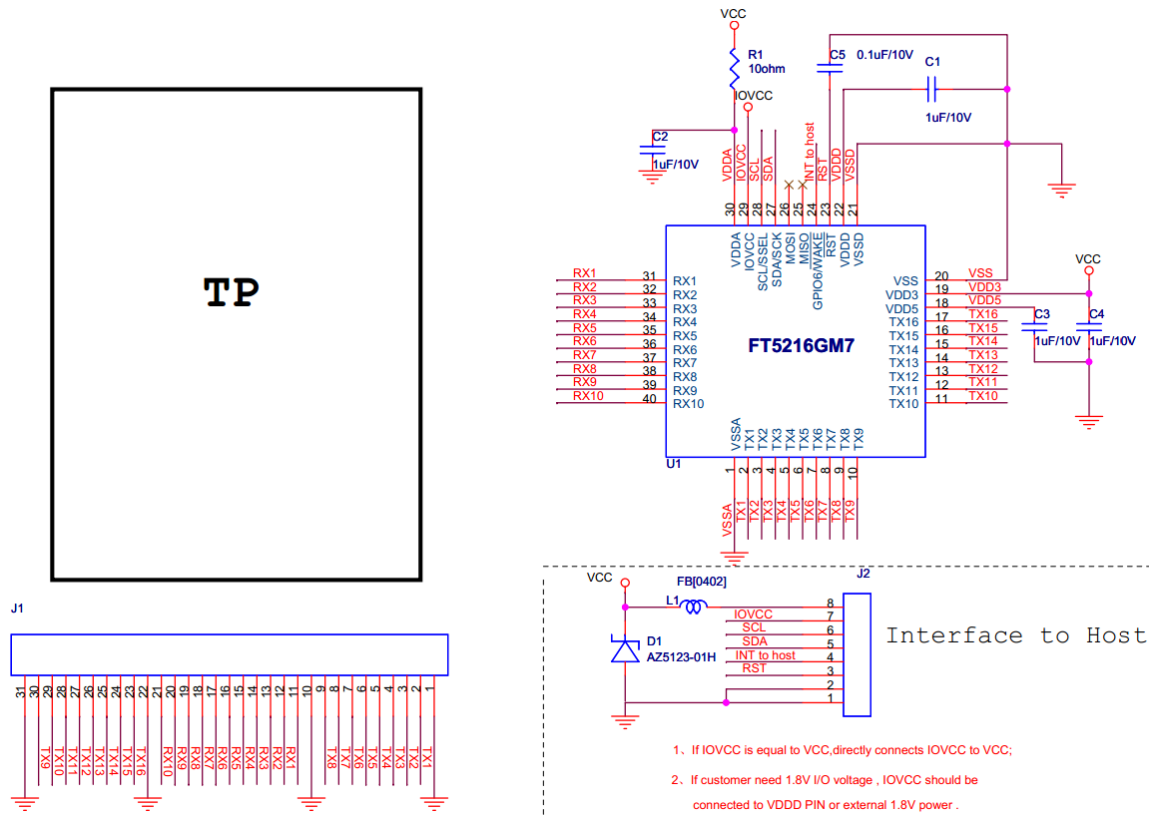 TP
J1
31 30 29 28 27 26 25 24 23 22 21 20 19 18 17 16 15 14 13 12 11 10 9 8 7 6 5 4 3 2 1
TX9 TX10 TX11 TX12 TX13 TX14 TX15 TX16 RX10 RX9 RX8 RX7 RX6 RX5 RX4 RX3 RX2 RX1 TX8 TX7 TX6 TX5 TX4 TX3 TX2 TX1
VCC
R1
10ohm
IOVCC
C2
1uF/10V
C5 0.1uF/10V
C1
1uF/10V
VDDA IOVCC SCL SDA INT to host RST VDDD VSSD
30 29 28 27 26 25 24 23 22 21
VDDA IOVCC SCL/SSEL SDA/SCK MOSI MISO GPIO6/WAKE RST VDDD VSSD
RX1 31 RX1
RX2 32 RX2
RX3 33 RX3
RX4 34 RX4
RX5 35 RX5
RX6 36 RX6
RX7 37 RX7
RX8 38 RX8
RX9 39 RX9
RX10 40 RX10
FT5216GM7
VSS 20 VSS
VDD3 19 VDD3
VDD5 18 VDD5
TX16 17 TX16
TX15 16 TX15
TX14 15 TX14
TX13 14 TX13
TX12 13 TX12
TX11 12 TX11
TX10 11 TX10
VCC
C3
1uF/10V
C4
1uF/10V
VSSA TX1 TX2 TX3 TX4 TX5 TX6 TX7 TX8 TX9
U1
1 2 3 4 5 6 7 8 9 10
VSSA TX1 TX2 TX3 TX4 TX5 TX6 TX7 TX8 TX9
VCC
FB[0402]
L1
D1
AZ5123-01H
J2
8
IOVCC 7
SCL 6
SDA 5
INT to host 4
RST 3
2
1
Interface to Host
1、If IOVCC is equal to VCC,directly connects IOVCC to VCC;
2、If customer need 1.8V I/O voltage , IOVCC should be
connected to VDDD PIN or external 1.8V power .